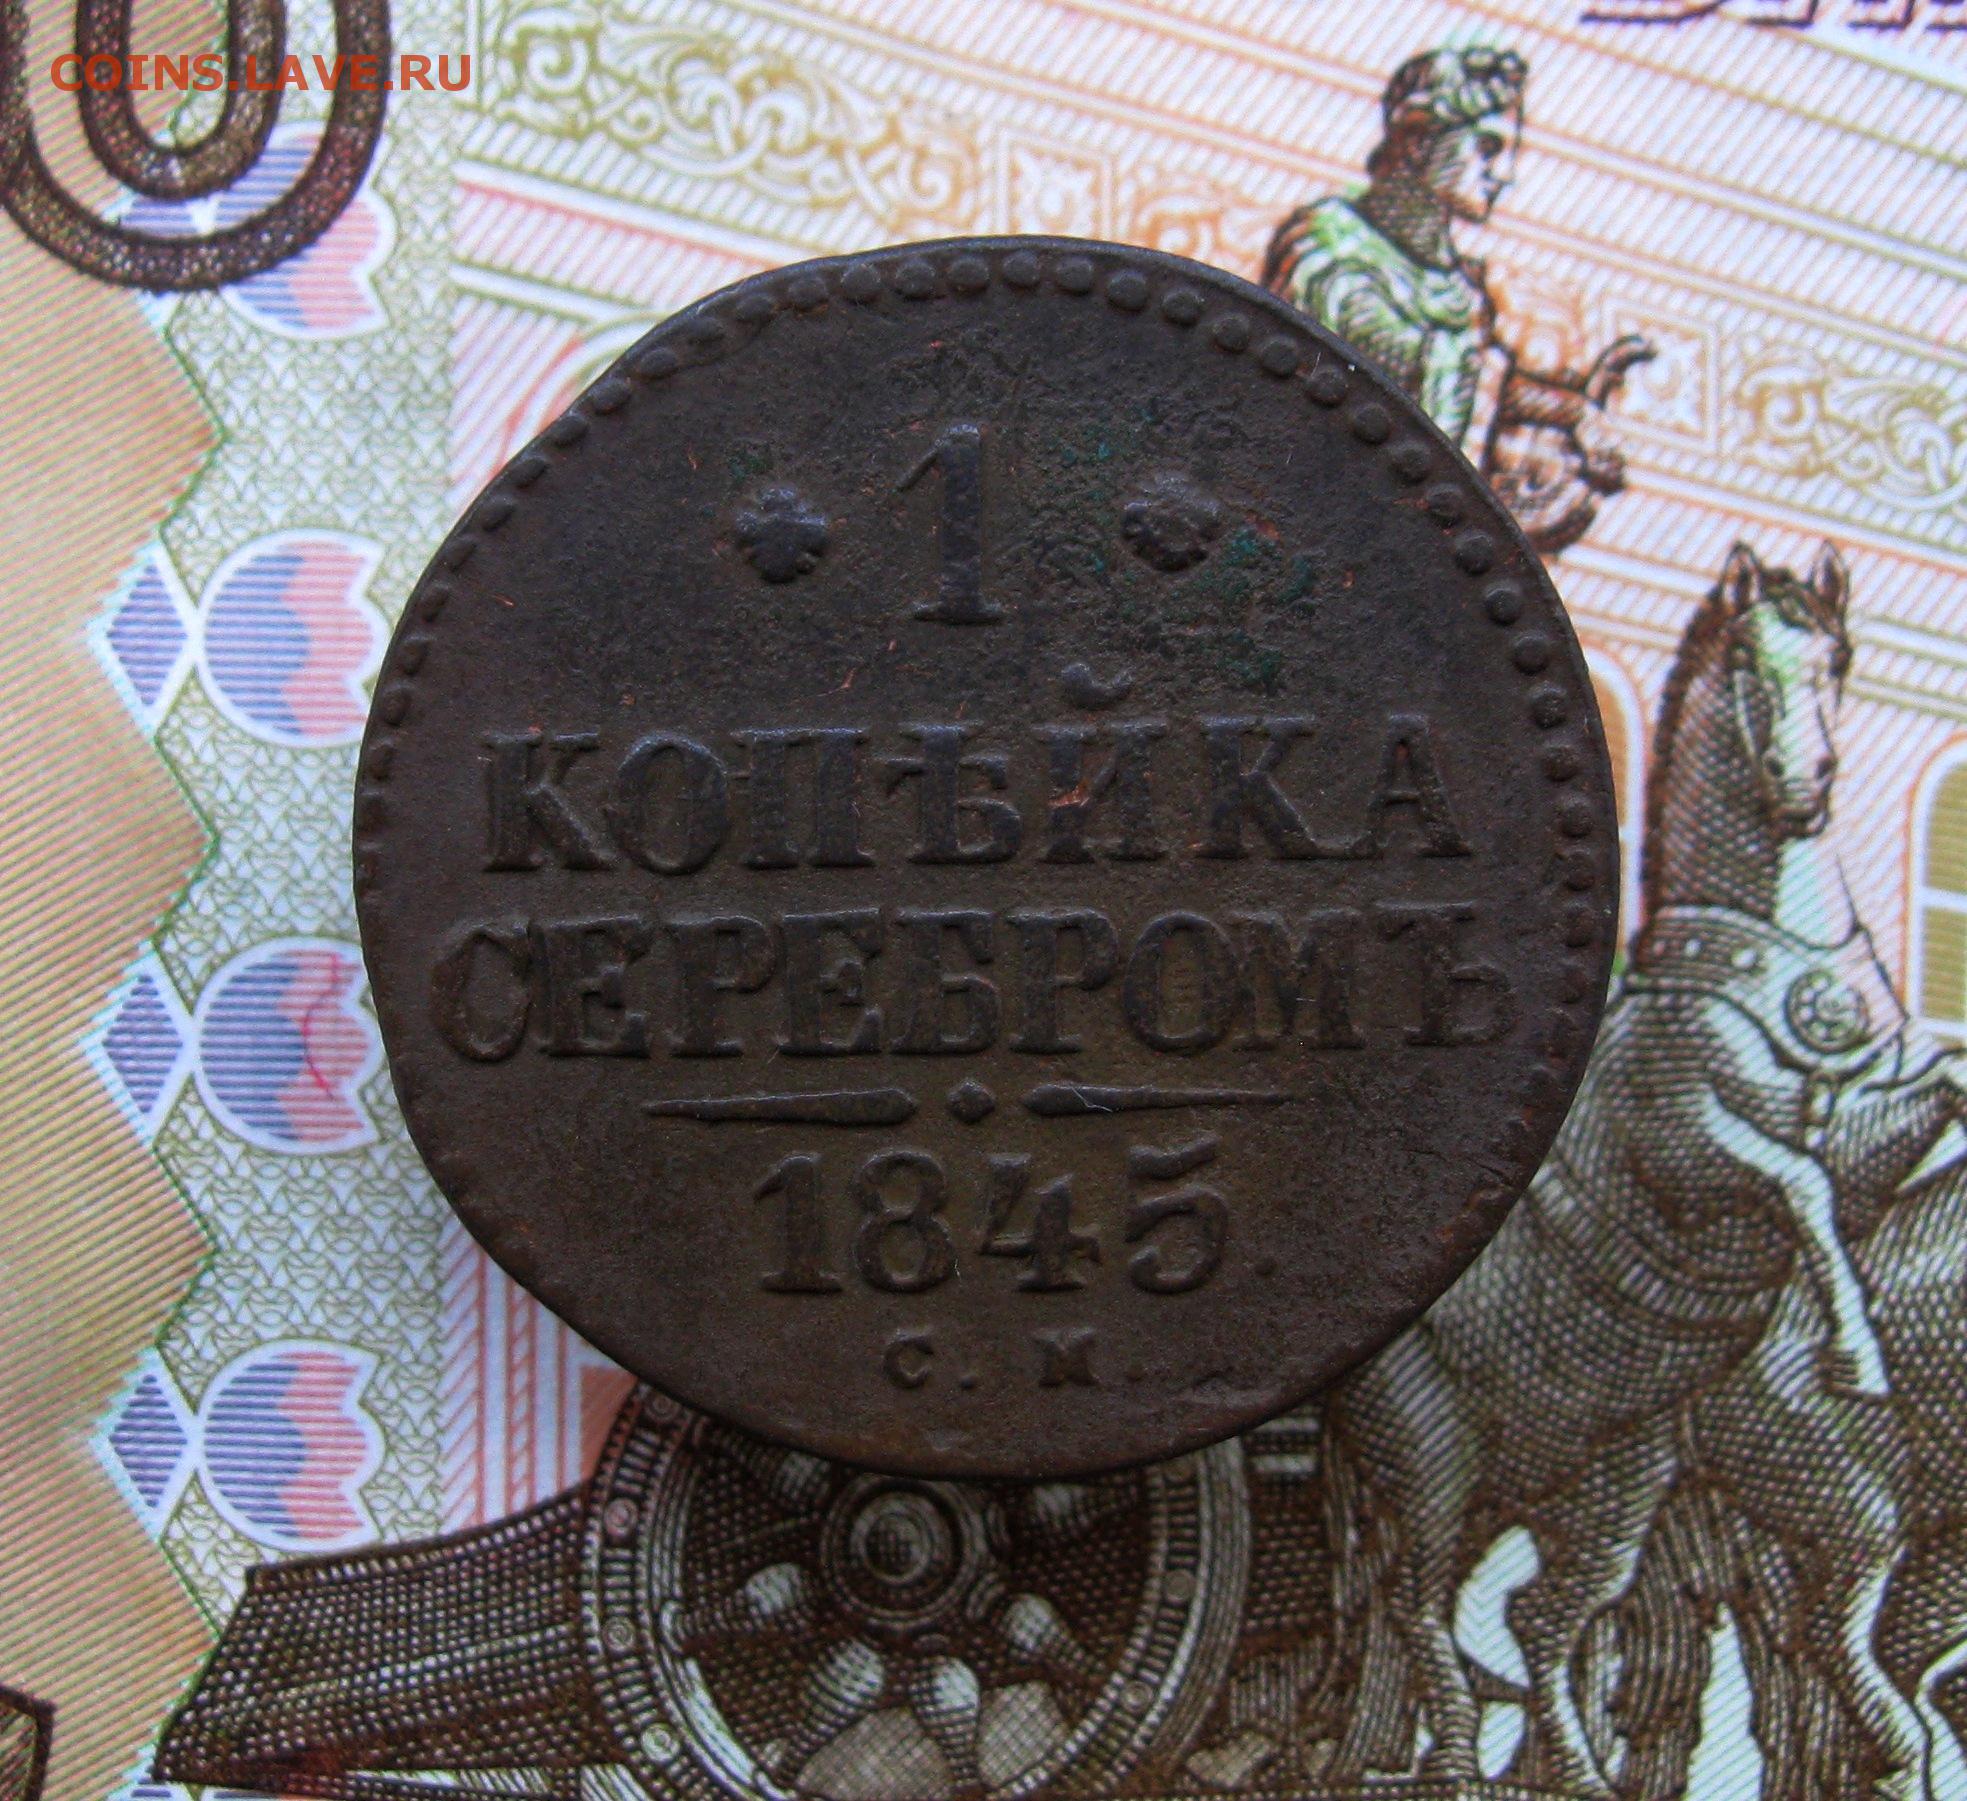 COINS.LAVE.RU
1
КОПѢЙКА
СЕРЕБРОМЪ
1845.
С. М.